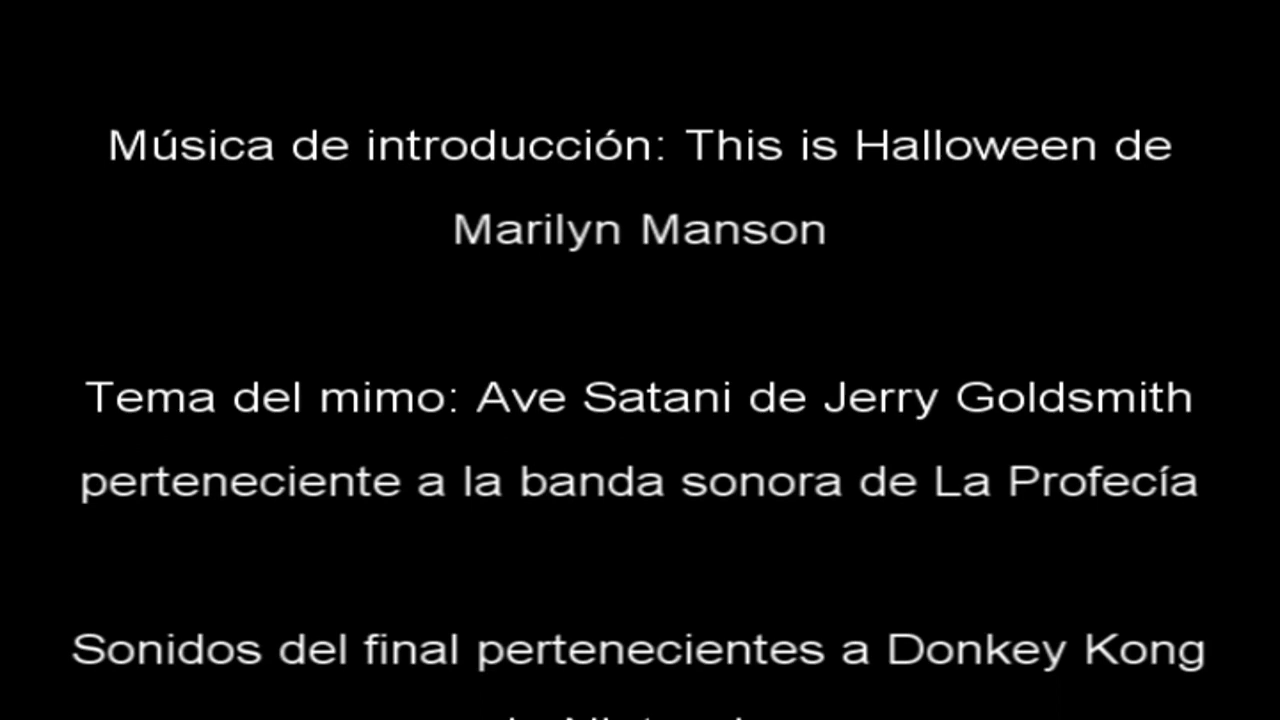 Música de introducción: This is Halloween de
Marilyn Manson
Tema del mimo: Ave Satani de Jerry Goldsmith
perteneciente a la banda sonora de La Profecía
Sonidos del final pertenecientes a Donkey Kong